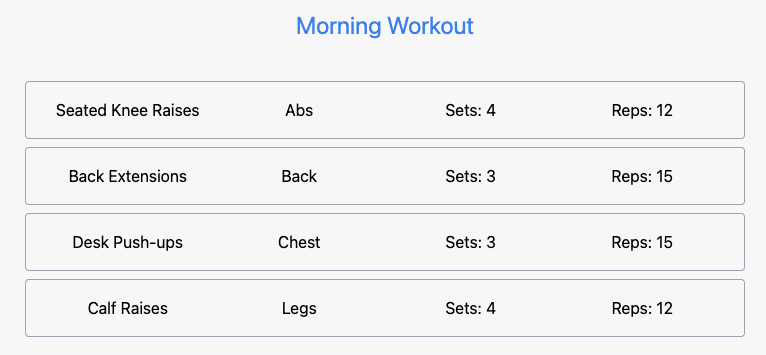 Morning Workout
Seated Knee Raises Abs Sets: 4 Reps: 12
Back Extensions Back Sets: 3 Reps: 15
Desk Push-ups Chest Sets: 3 Reps: 15
Calf Raises Legs Sets: 4 Reps: 12